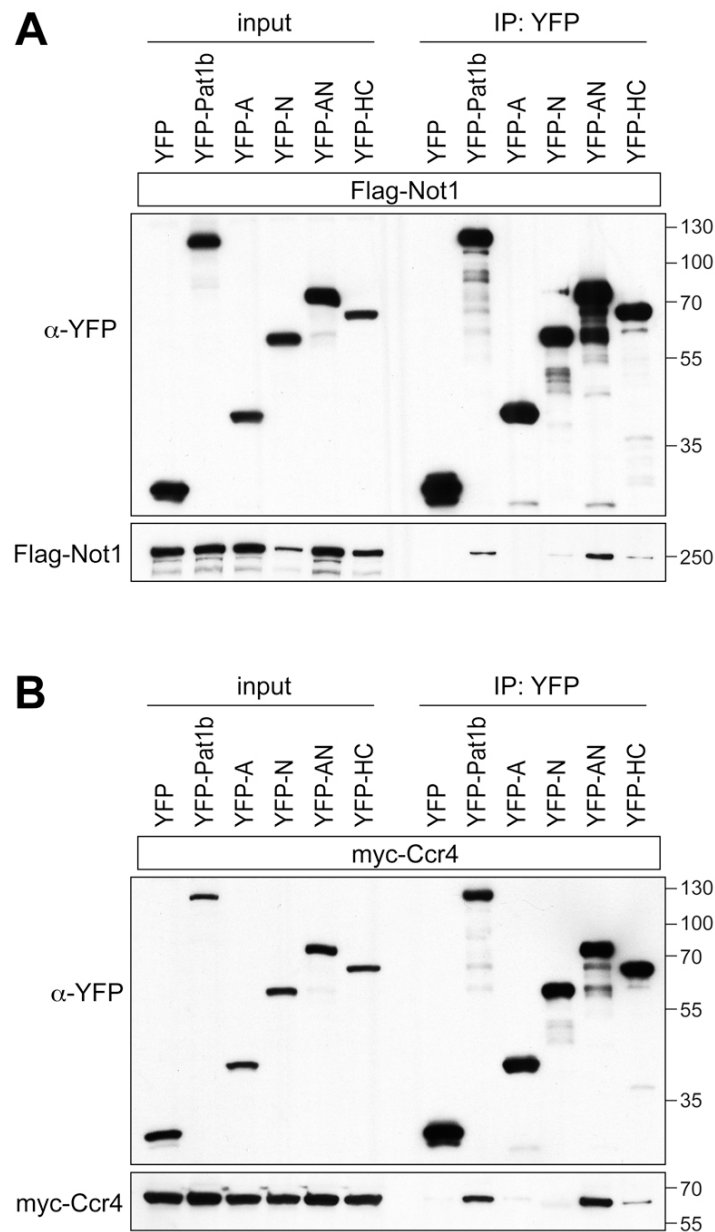 A
input IP: YFP
YFP YFP-Pat1b YFP-A YFP-N YFP-AN YFP-HC YFP YFP-Pat1b YFP-A YFP-N YFP-AN YFP-HC
Flag-Not1
α-YFP
130
100
70
55
35
Flag-Not1
250
B
input IP: YFP
YFP YFP-Pat1b YFP-A YFP-N YFP-AN YFP-HC YFP YFP-Pat1b YFP-A YFP-N YFP-AN YFP-HC
myc-Ccr4
α-YFP
130
100
70
55
35
myc-Ccr4
70
55